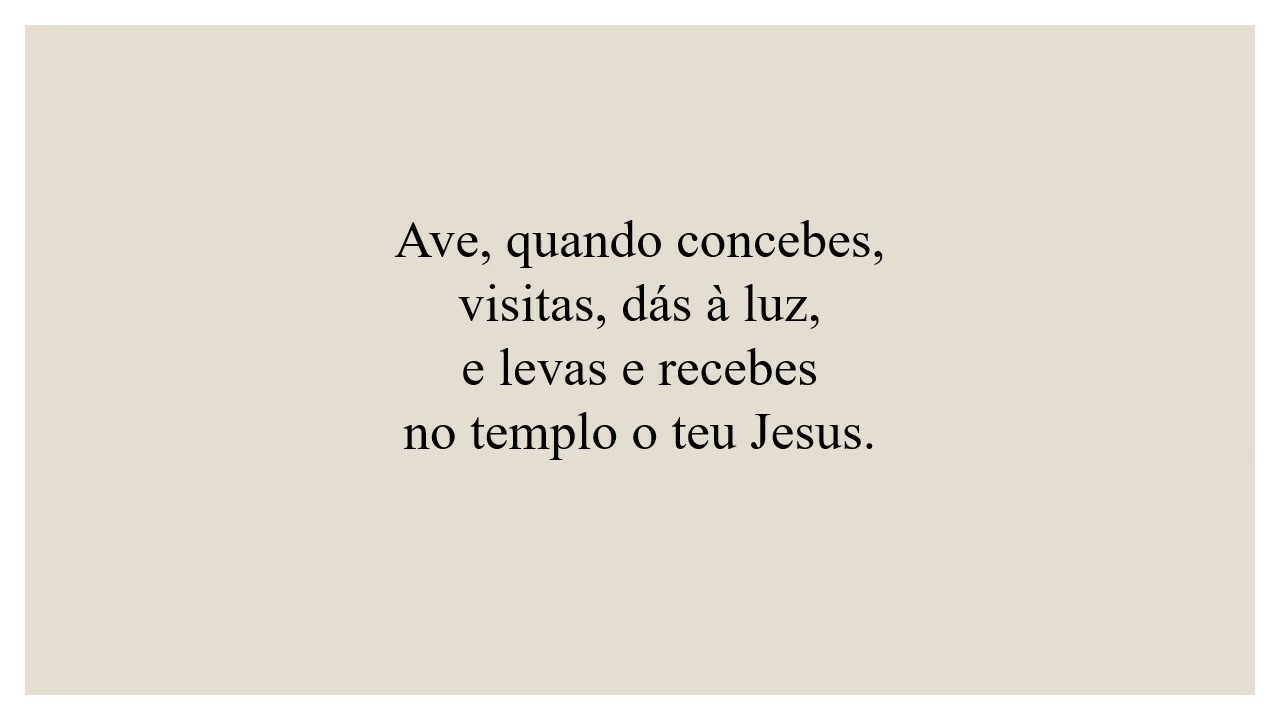 Ave, quando concebes,
visitas, dás à luz,
e levas e recebes
no templo o teu Jesus.